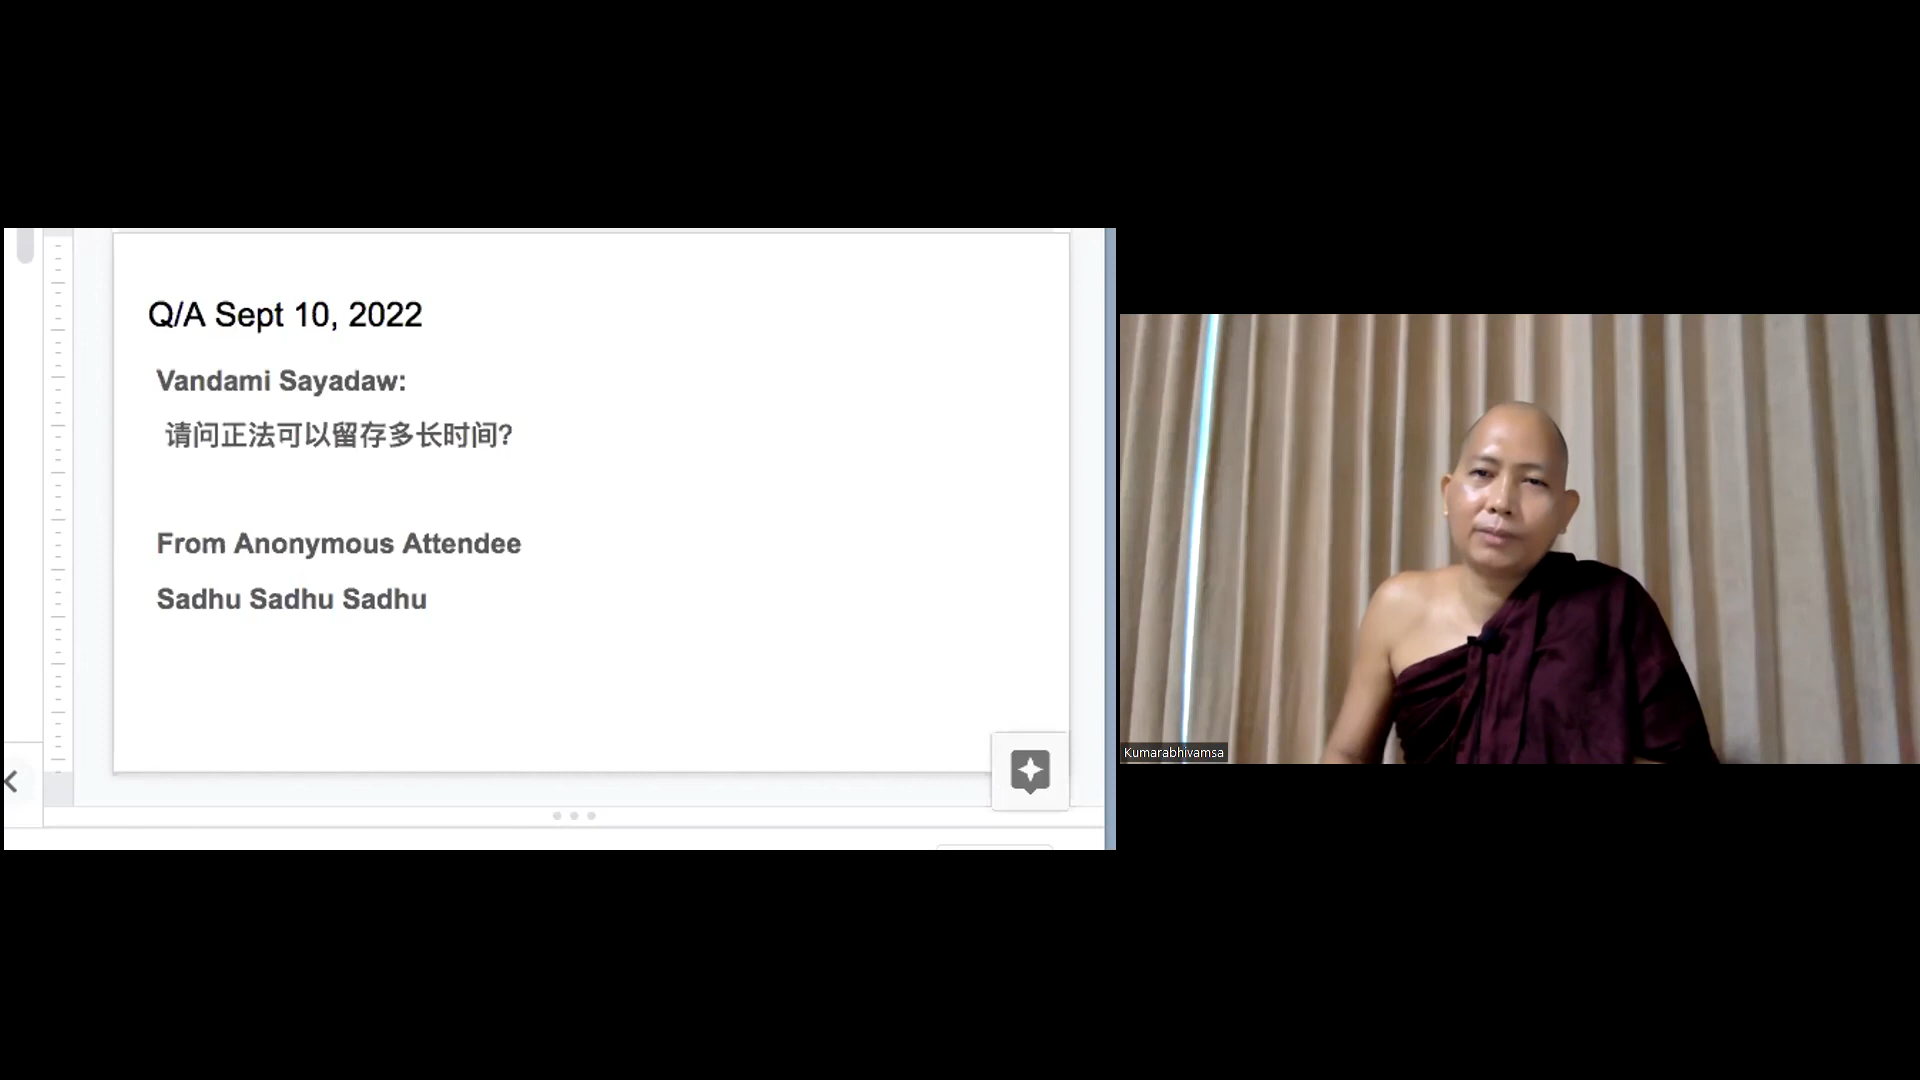 Q/A Sept 10, 2022
Vandami Sayadaw:
请问正法可以留存多长时间?
From Anonymous Attendee
Sadhu Sadhu Sadhu
Kumarabhivamsa